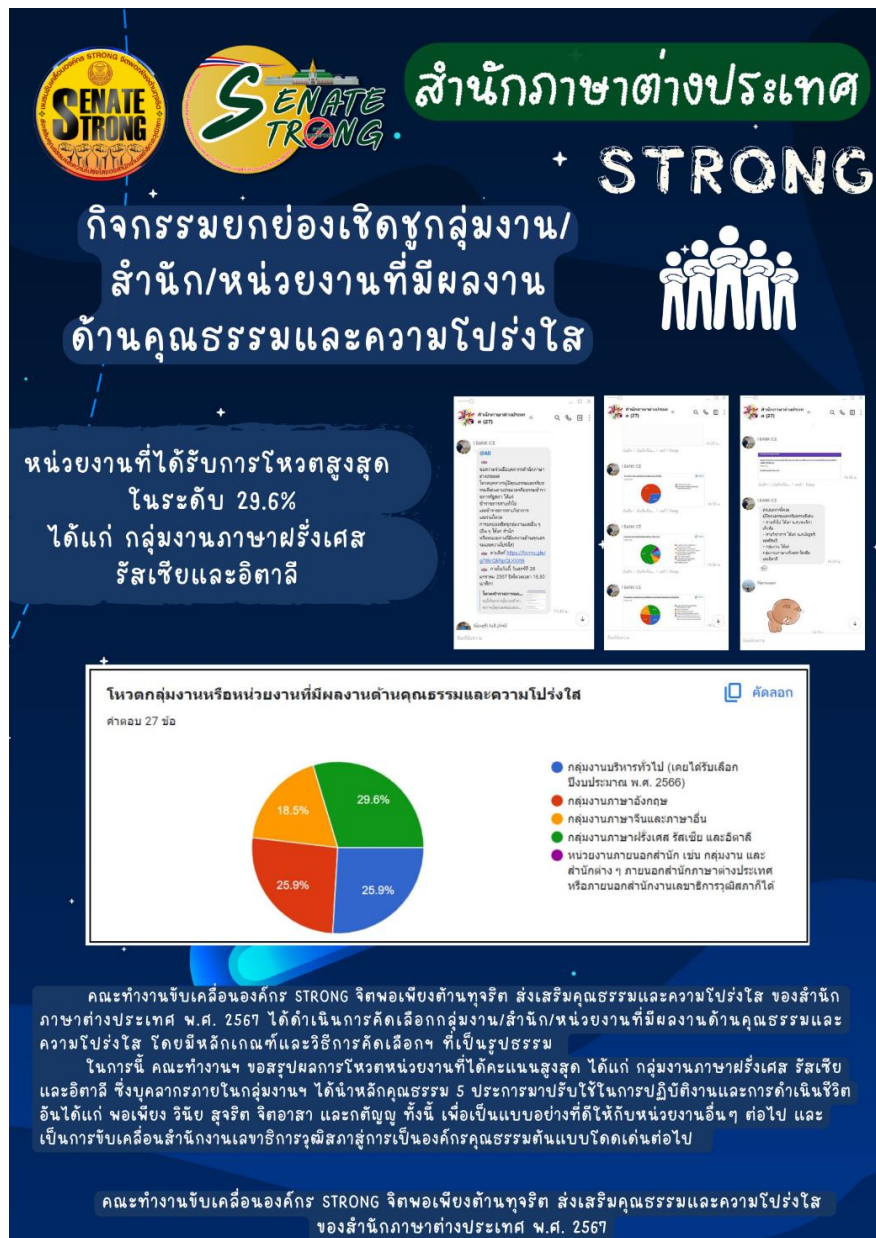 SENATE
STRONG
SENATE
STRONG
สำนักภาษาต่างประเทศ
STRONG
กิจกรรมยกย่องเชิดชูกลุ่มงาน/
สำนัก/หน่วยงานที่มีผลงาน
ด้านคุณธรรมและความโปร่งใส
หน่วยงานที่ได้รับการโหวตสูงสุด
ในระดับ 29.6%
ได้แก่ กลุ่มงานภาษาฝรั่งเศส
รัสเซียและอิตาลี
โหวตกลุ่มงานหรือหน่วยงานที่มีผลงานด้านคุณธรรมและความโปร่งใส
คัดลอก
คำตอบ 27 ข้อ
18.5%
29.6%
25.9%
25.9%
กลุ่มงานบริหารทั่วไป (เคยได้รับเลือก
ปีงบประมาณ พ.ศ. 2566)
กลุ่มงานภาษาอังกฤษ
กลุ่มงานภาษาจีนและภาษาอื่น
กลุ่มงานภาษาฝรั่งเศส รัสเซีย และอิตาลี
หน่วยงานภายนอกสำนัก เช่น กลุ่มงาน และ
สำนักต่าง ๆ ภายนอกสำนักภาษาต่างประเทศ
หรือภายนอกสำนักงานเลขาธิการวุฒิสภาก็ได้
คณะทำงานขับเคลื่อนองค์กร STRONG จิตพอเพียงต้านทุจริต ส่งเสริมคุณธรรมและความโปร่งใส ของสำนัก
ภาษาต่างประเทศ พ.ศ. 2567 ได้ดำเนินการคัดเลือกกลุ่มงาน/สำนัก/หน่วยงานที่มีผลงานด้านคุณธรรมและ
ความโปร่งใส โดยมีหลักเกณฑ์และวิธีการคัดเลือกฯ ที่เป็นรูปธรรม
ในการนี้ คณะทำงานฯ ขอสรุปผลการโหวตหน่วยงานที่ได้คะแนนสูงสุด ได้แก่ กลุ่มงานภาษาฝรั่งเศส รัสเซีย
และอิตาลี ซึ่งบุคลากรภายในกลุ่มงานฯ ได้นำหลักคุณธรรม 5 ประการมาปรับใช้ในการปฏิบัติงานและการดำเนินชีวิต
อันได้แก่ พอเพียง วินัย สุจริต จิตอาสา และกตัญญู ทั้งนี้ เพื่อเป็นแบบอย่างที่ดีให้กับหน่วยงานอื่นๆ ต่อไป และ
เป็นการขับเคลื่อนสำนักงานเลขาธิการวุฒิสภาสู่การเป็นองค์กรคุณธรรมต้นแบบโดดเด่นต่อไป
คณะทำงานขับเคลื่อนองค์กร STRONG จิตพอเพียงต้านทุจริต ส่งเสริมคุณธรรมและความโปร่งใส
ของสำนักภาษาต่างประเทศ พ.ศ. 2567